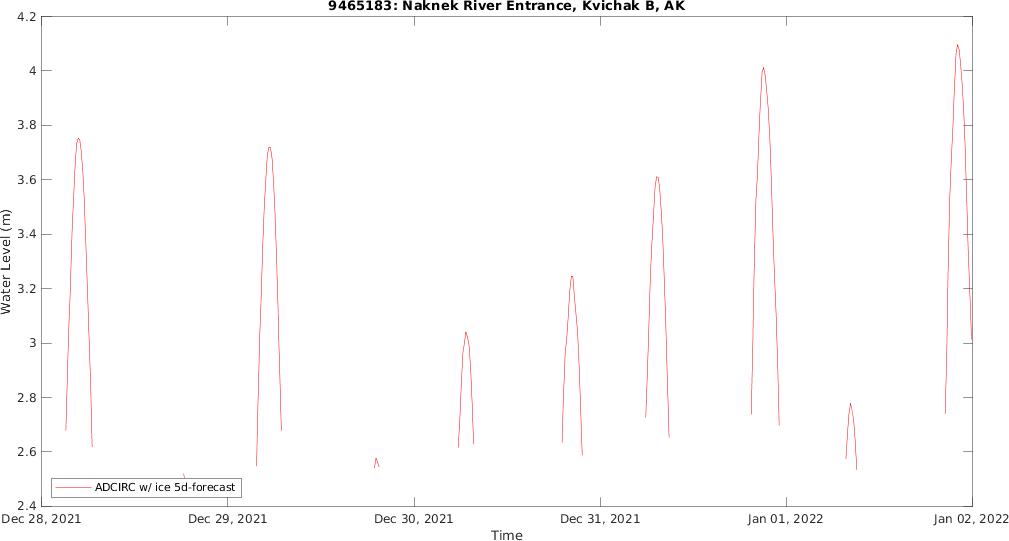 9465183: Naknek River Entrance, Kvichak B, AK
4.2
4
3.8
3.6
3.4
3.2
3
2.8
2.6
2.4
Water Level (m)
ADCIRC w/ ice 5d-forecast
Dec 28, 2021 Dec 29, 2021 Dec 30, 2021 Dec 31, 2021 Jan 01, 2022 Jan 02, 2022
Time